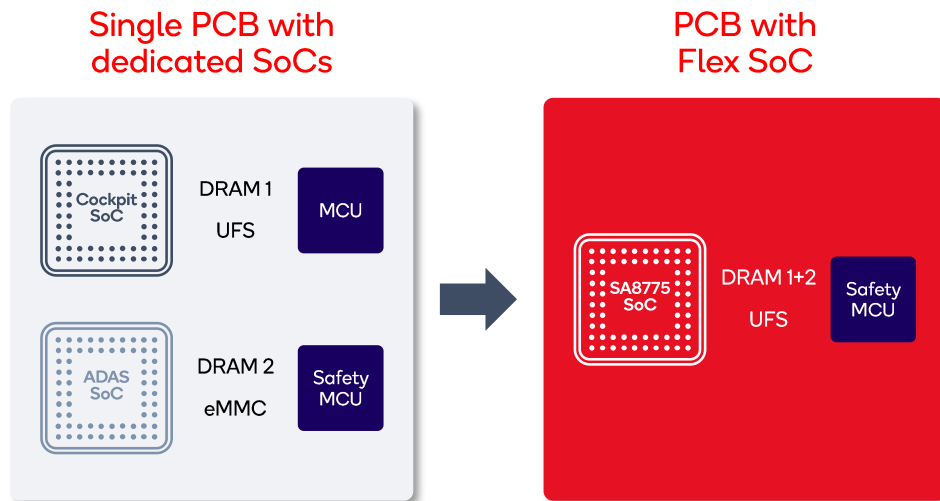 Single PCB with
dedicated SoCs
PCB with
Flex SoC
Cockpit
SoC
DRAM 1
UFS
MCU
ADAS
SoC
DRAM 2
eMMC
Safety
MCU
SA8775
SoC
DRAM 1+2
UFS
Safety
MCU